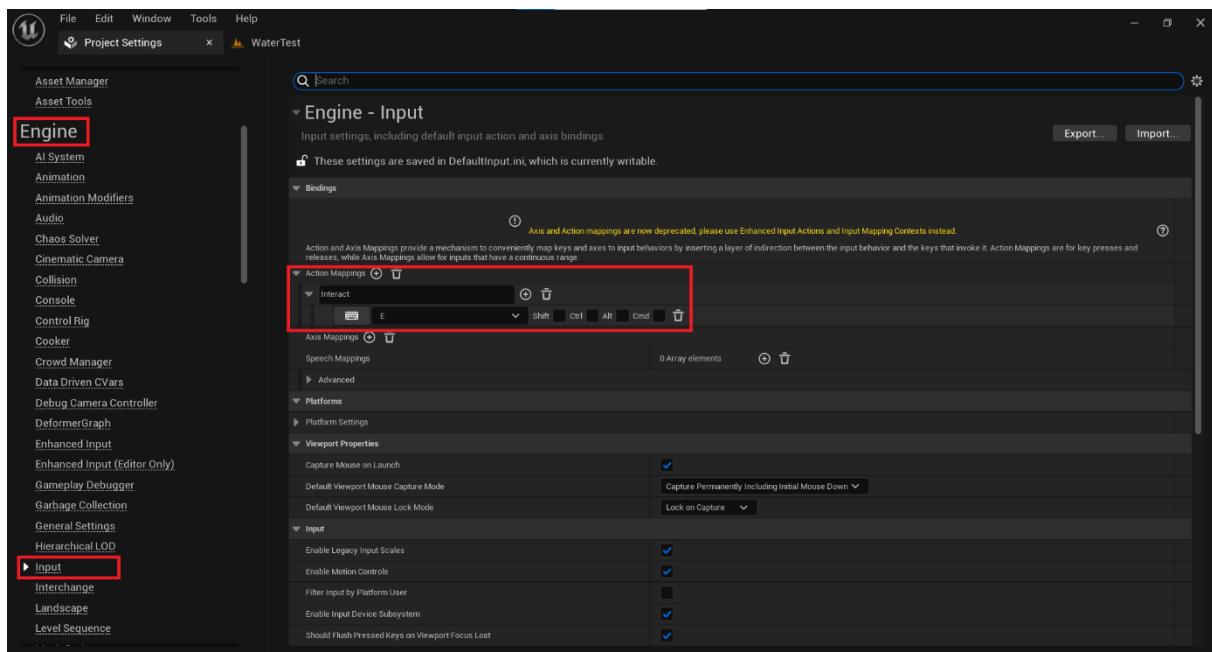 File Edit Window Tools Help
Project Settings × WaterTest
Asset Manager
Asset Tools
Engine
AI System
Animation
Animation Modifiers
Audio
Chaos Solver
Cinematic Camera
Collision
Console
Control Rig
Cooker
Crowd Manager
Data Driven CVars
Debug Camera Controller
DeformerGraph
Enhanced Input
Enhanced Input (Editor Only)
Gameplay Debugger
Garbage Collection
General Settings
Hierarchical LOD
Input
Interchange
Landscape
Level Sequence
Search
Engine - Input
Input settings, including default input action and axis bindings.
Export... Import...
These settings are saved in DefaultInput.ini, which is currently writable.
Bindings
Axis and Action mappings are now deprecated, please use Enhanced Input Actions and Input Mapping Contexts instead.
Action and Axis Mappings provide a mechanism to conveniently map keys and axes to input behaviors by inserting a layer of indirection between the input behavior and the keys that invoke it. Action Mappings are for key presses and
releases, while Axis Mappings allow for inputs that have a continuous range.
Action Mappings
Interact
E Shift Ctrl Alt Cmd
Axis Mappings
Speech Mappings 0 Array elements
Advanced
Platforms
Platform Settings
Viewport Properties
Capture Mouse on Launch
Default Viewport Mouse Capture Mode Capture Permanently Including Initial Mouse Down
Default Viewport Mouse Lock Mode Lock on Capture
Input
Enable Legacy Input Scales
Enable Motion Controls
Filter Input by Platform User
Enable Input Device Subsystem
Should Flush Pressed Keys on Viewport Focus Lost